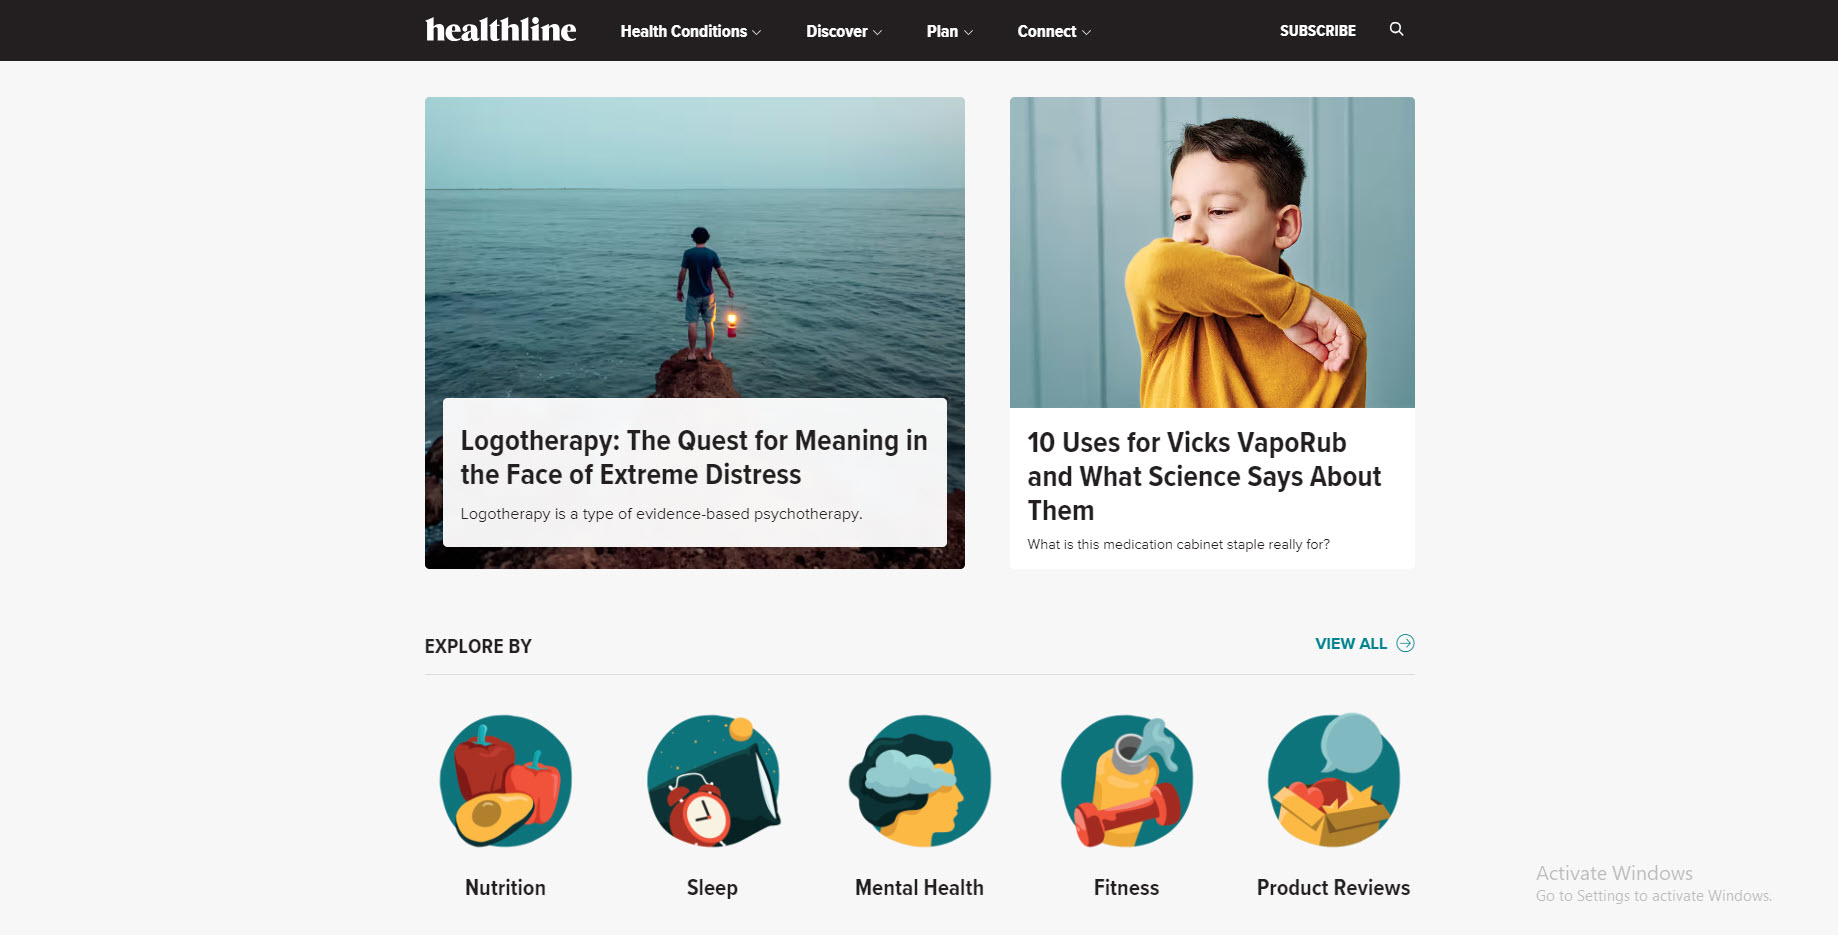 healthline
Health Conditions
Discover
Plan
Connect
SUBSCRIBE
Logotherapy: The Quest for Meaning in
the Face of Extreme Distress
Logotherapy is a type of evidence-based psychotherapy.
10 Uses for Vicks VapoRub
and What Science Says About
Them
What is this medication cabinet staple really for?
EXPLORE BY
VIEW ALL
Nutrition
Sleep
Mental Health
Fitness
Product Reviews
Activate Windows
Go to Settings to activate Windows.